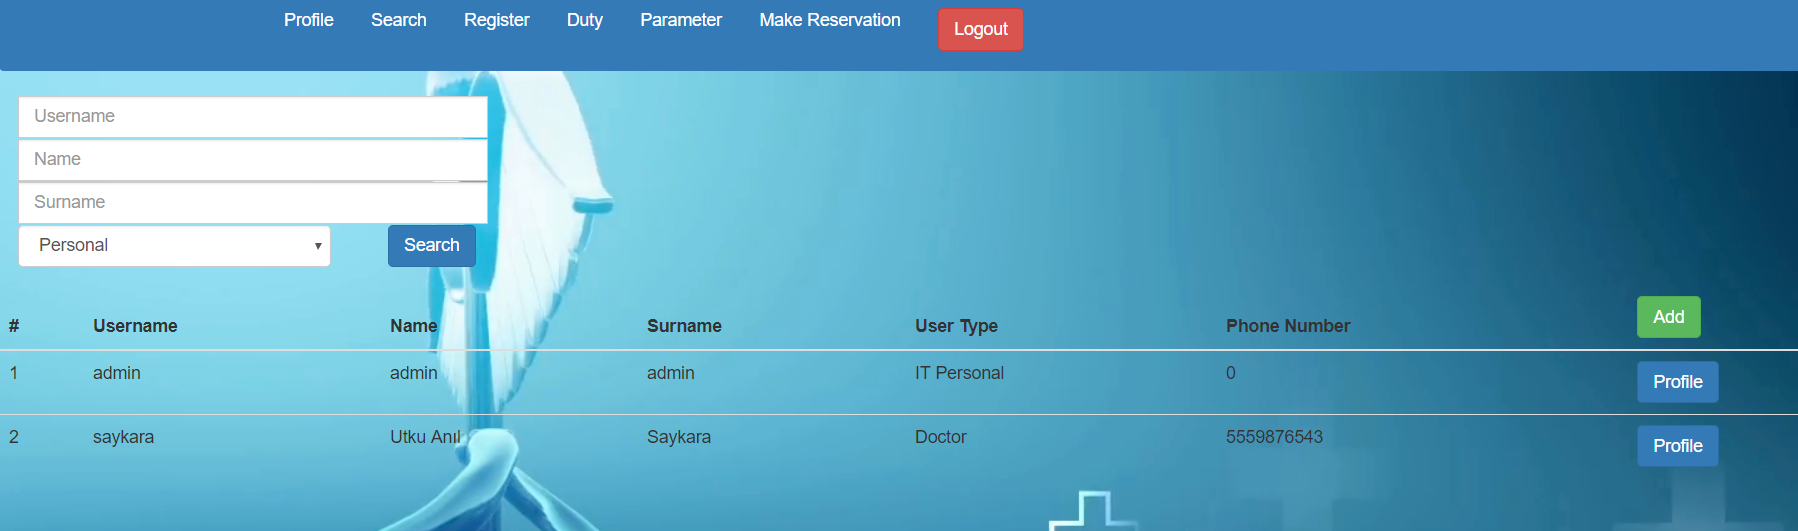 Profile Search Register Duty Parameter Make Reservation Logout
Username
Name
Surname
Personal Search
# Username Name Surname User Type Phone Number Add
1 admin admin admin IT Personal 0 Profile
2 saykara Utku Anıl Saykara Doctor 5559876543 Profile